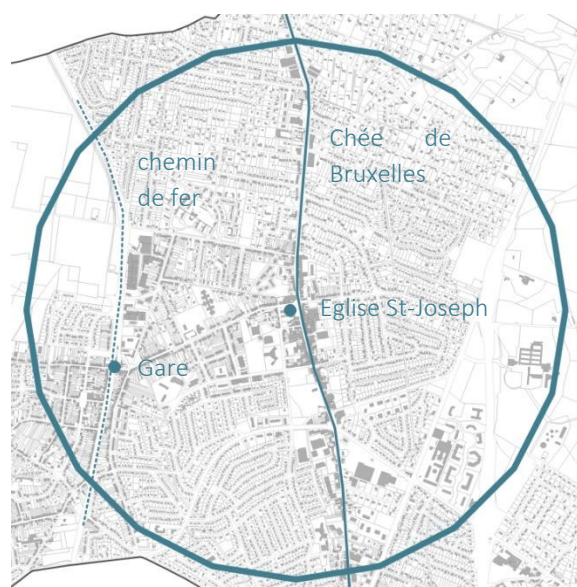 chemin
de fer
Chée de
Bruxelles
Eglise St-Joseph
Gare